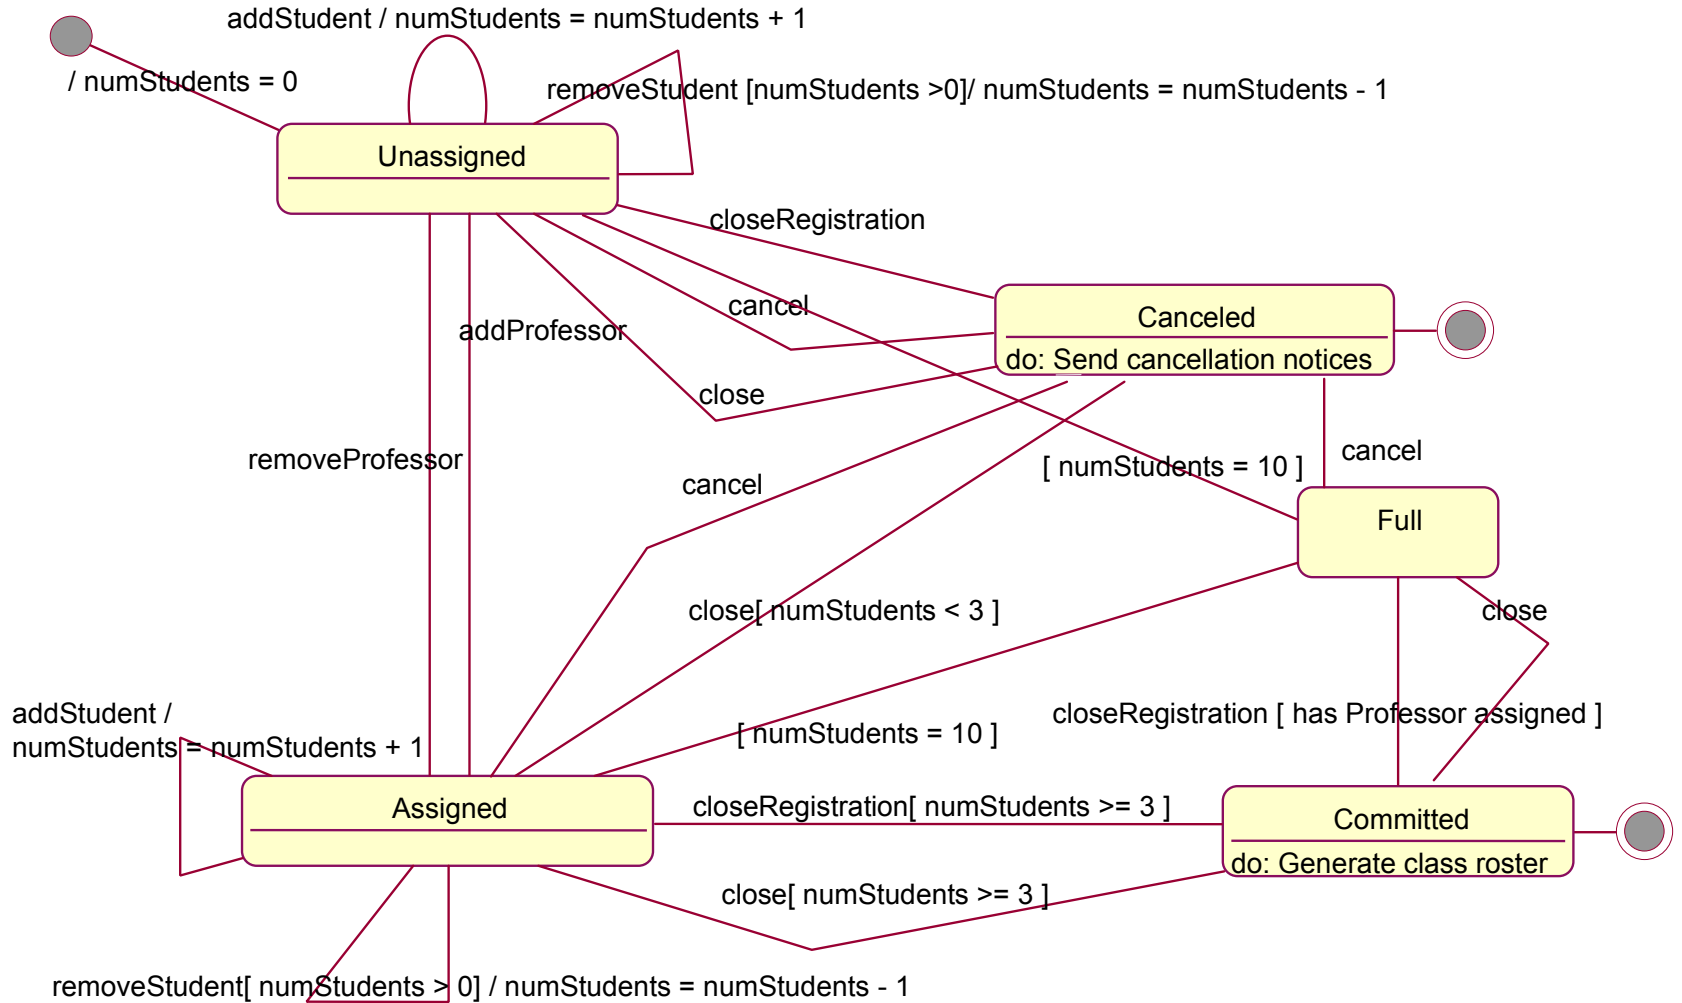 addStudent / numStudents = numStudents + 1
/ numStudents = 0
removeStudent [numStudents >0]/ numStudents = numStudents - 1
Unassigned
closeRegistration
cancel
addProfessor
Canceled
do: Send cancellation notices
close
removeProfessor
cancel
[ numStudents = 10 ]
cancel
Full
close[ numStudents < 3 ]
close
addStudent /
numStudents = numStudents + 1
[ numStudents = 10 ]
closeRegistration [ has Professor assigned ]
Assigned
closeRegistration[ numStudents >= 3 ]
Committed
do: Generate class roster
close[ numStudents >= 3 ]
removeStudent[ numStudents > 0] / numStudents = numStudents - 1